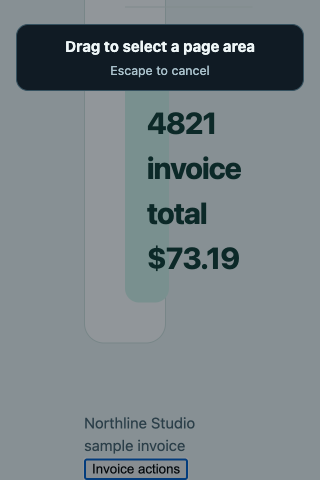 Drag to select a page area
Escape to cancel
4821
invoice
total
$73.19
Northline Studio
sample invoice
Invoice actions